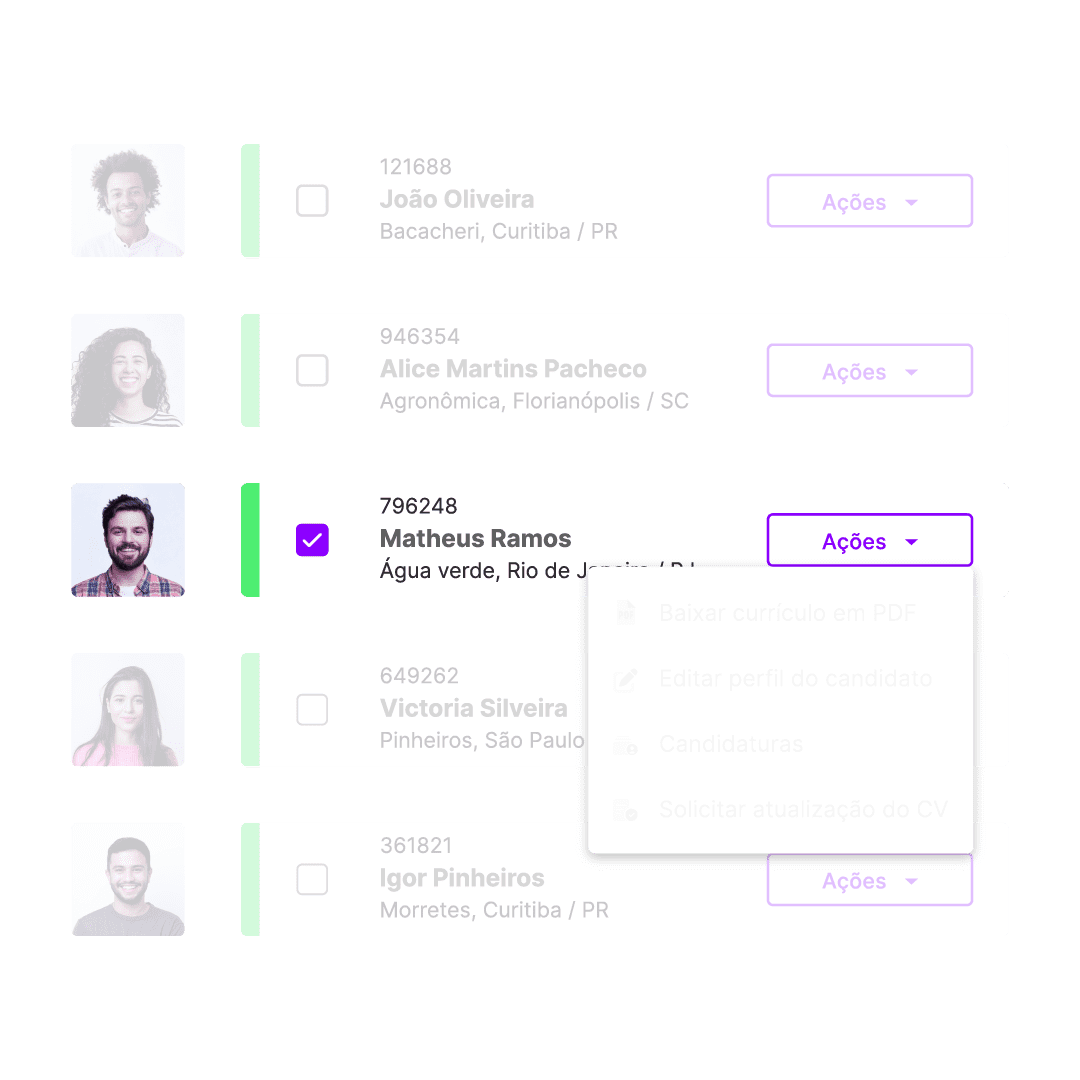 121688
João Oliveira
Bacacheri, Curitiba / PR
Ações
946354
Alice Martins Pacheco
Agronômica, Florianópolis / SC
Ações
796248
Matheus Ramos
Água verde, Rio de
Ações
Baixar currículo em PDF
Editar perfil do candidato
Candidaturas
Solicitar atualização do CV
649262
Victoria Silveira
Pinheiros, São Paulo
361821
Igor Pinheiros
Morretes, Curitiba / PR
Ações